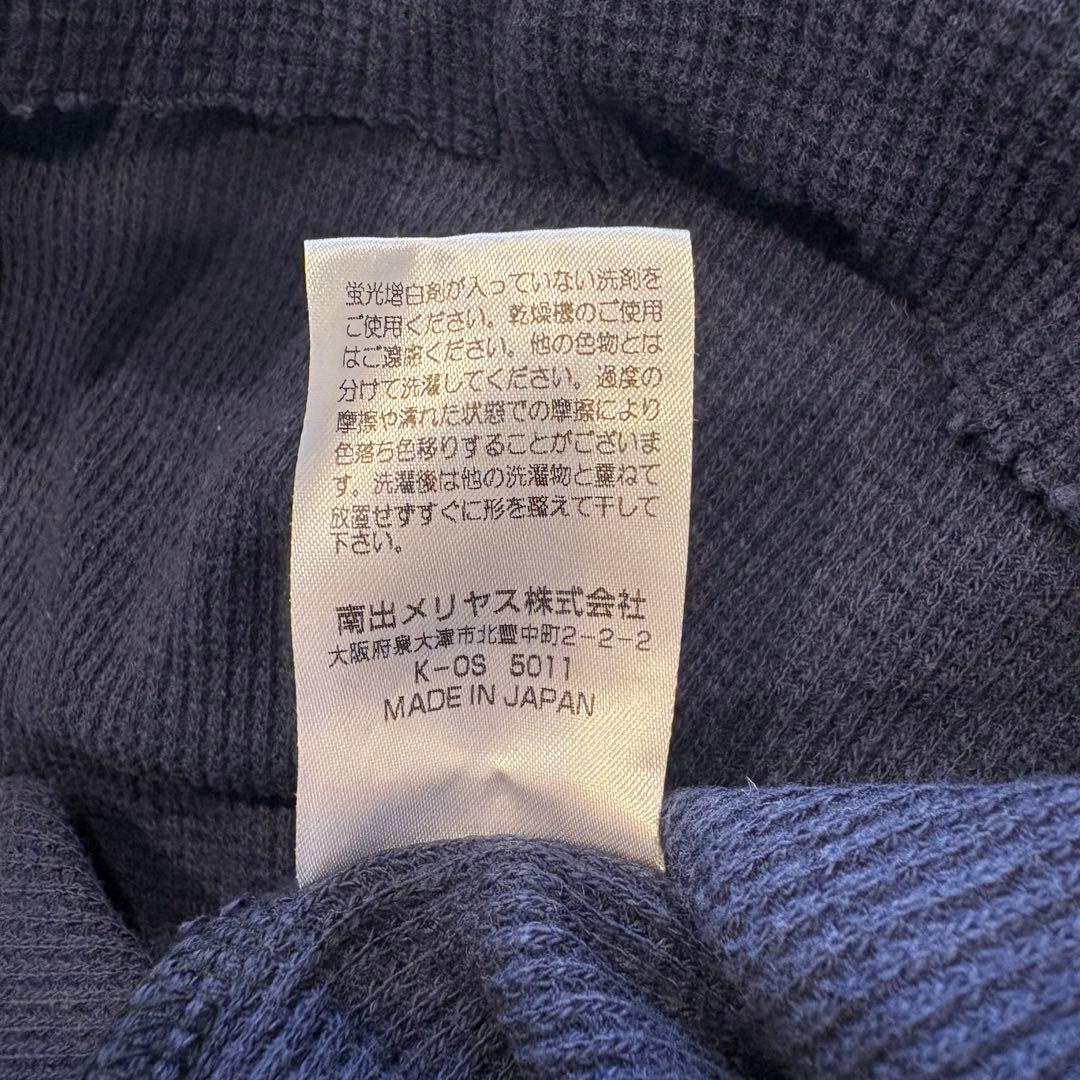 蛍光増白剤が入っていない洗剤を
ご使用ください。乾燥機のご使用
はご遠慮ください。他の色物とは
分けて洗濯してください。過度の
摩擦や濡れた状態での摩擦により
色落ち色移りすることがございま
す。洗濯後は他の洗濯物と重ねて
放置せずすぐに形を整えて干して
下さい。
南出メリヤス株式会社
大阪府泉大津市北豊中町2-2-2
K-OS 5011
MADE IN JAPAN